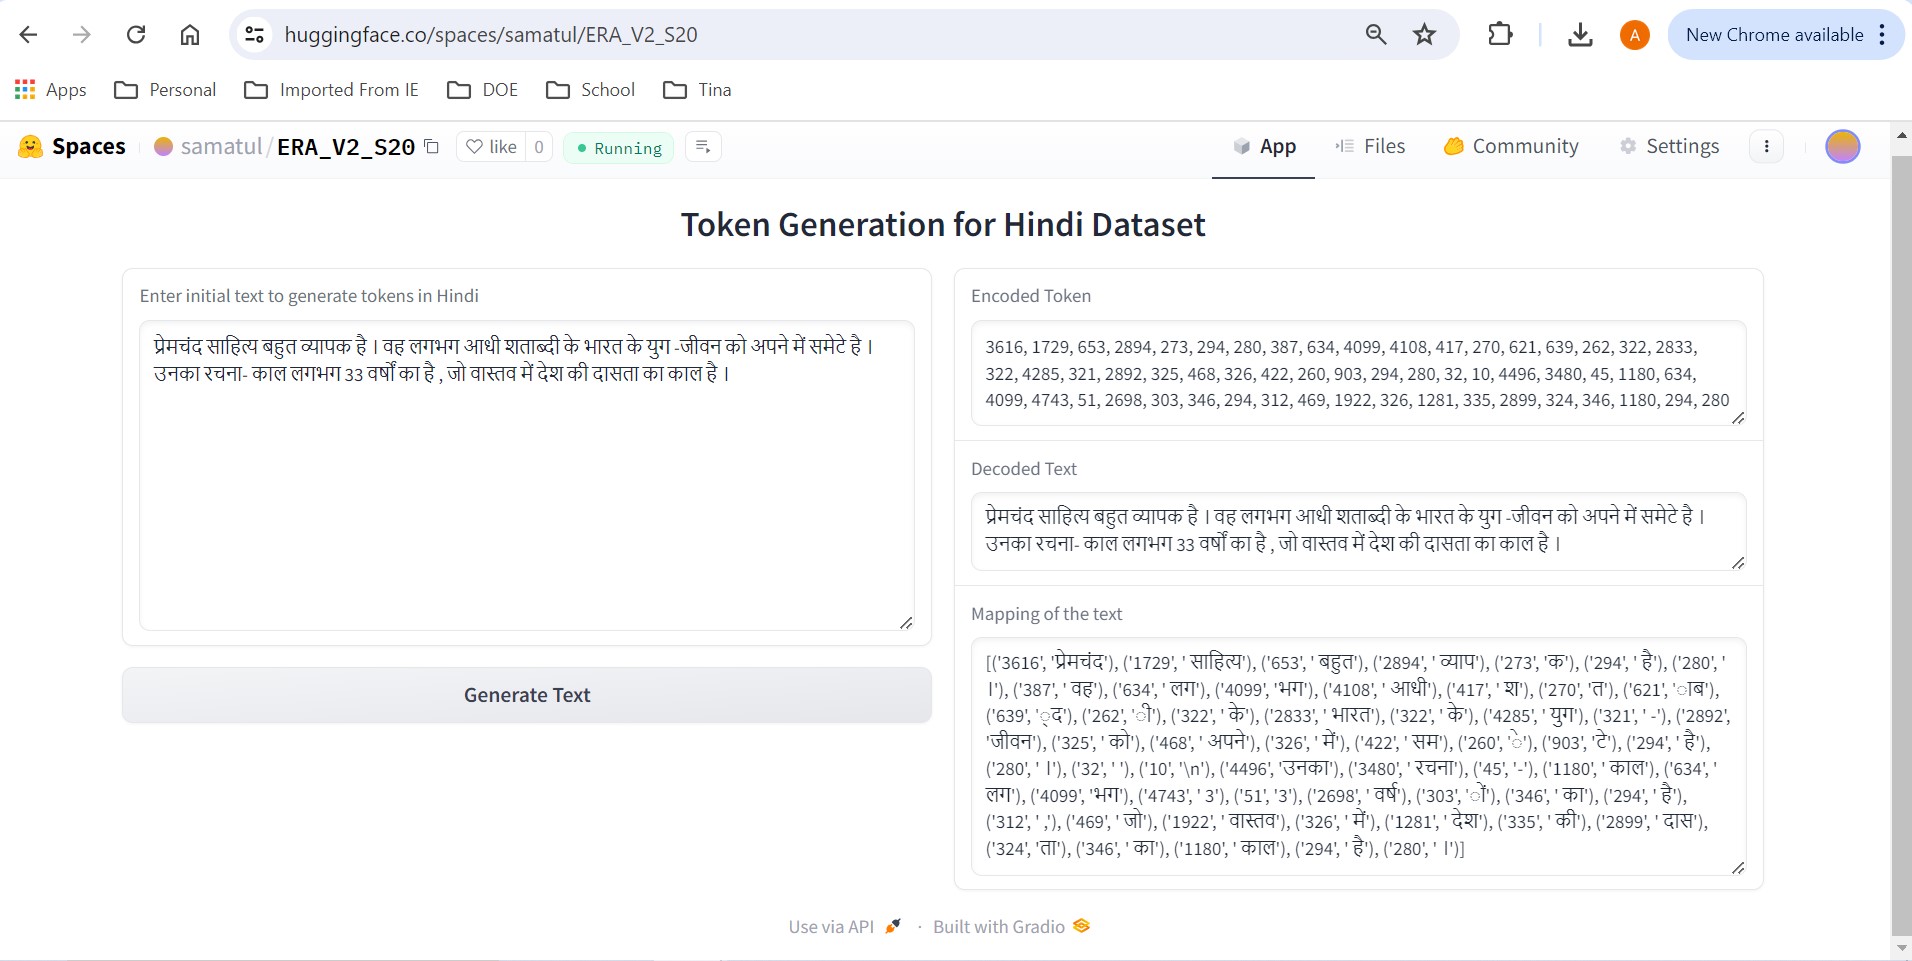 huggingface.co/spaces/samatul/ERA_V2_S20
A
New Chrome available
Apps
Personal
Imported From IE
DOE
School
Tina
Spaces
samatul/ERA_V2_S20
like
0
Running
App
Files
Community
Settings
Token Generation for Hindi Dataset
Enter initial text to generate tokens in Hindi
प्रेमचंद साहित्य बहुत व्यापक है । वह लगभग आधी शताब्दी के भारत के युग -जीवन को अपने में समेटे है ।
उनका रचना- काल लगभग 33 वर्षों का है , जो वास्तव में देश की दासता का काल है ।
Generate Text
Encoded Token
3616, 1729, 653, 2894, 273, 294, 280, 387, 634, 4099, 4108, 417, 270, 621, 639, 262, 322, 2833,
322, 4285, 321, 2892, 325, 468, 326, 422, 260, 903, 294, 280, 32, 10, 4496, 3480, 45, 1180, 634,
4099, 4743, 51, 2698, 303, 346, 294, 312, 469, 1922, 326, 1281, 335, 2899, 324, 346, 1180, 294, 280
Decoded Text
प्रेमचंद साहित्य बहुत व्यापक है । वह लगभग आधी शताब्दी के भारत के युग -जीवन को अपने में समेटे है ।
उनका रचना- काल लगभग 33 वर्षों का है , जो वास्तव में देश की दासता का काल है ।
Mapping of the text
[('3616', 'प्रेमचंद'), ('1729', ' साहित्य'), ('653', ' बहुत'), ('2894', ' व्याप'), ('273', 'क'), ('294', ' है'), ('280', '
।'), ('387', ' वह'), ('634', ' लग'), ('4099', 'भग'), ('4108', ' आधी'), ('417', ' श'), ('270', 'त'), ('621', 'ाब'),
('639', '्द'), ('262', 'ी'), ('322', ' के'), ('2833', ' भारत'), ('322', ' के'), ('4285', ' युग'), ('321', ' -'), ('2892',
'जीवन'), ('325', ' को'), ('468', ' अपने'), ('326', ' में'), ('422', ' सम'), ('260', 'े'), ('903', 'टे'), ('294', ' है'),
('280', ' ।'), ('32', ' '), ('10', '\n'), ('4496', 'उनका'), ('3480', ' रचना'), ('45', '-'), ('1180', ' काल'), ('634', '
लग'), ('4099', 'भग'), ('4743', ' 3'), ('51', '3'), ('2698', ' वर्ष'), ('303', 'ों'), ('346', ' का'), ('294', ' है'),
('312', ' ,'), ('469', ' जो'), ('1922', ' वास्तव'), ('326', ' में'), ('1281', ' देश'), ('335', ' की'), ('2899', ' दास'),
('324', 'ता'), ('346', ' का'), ('1180', ' काल'), ('294', ' है'), ('280', ' ।')]
Use via API · Built with Gradio